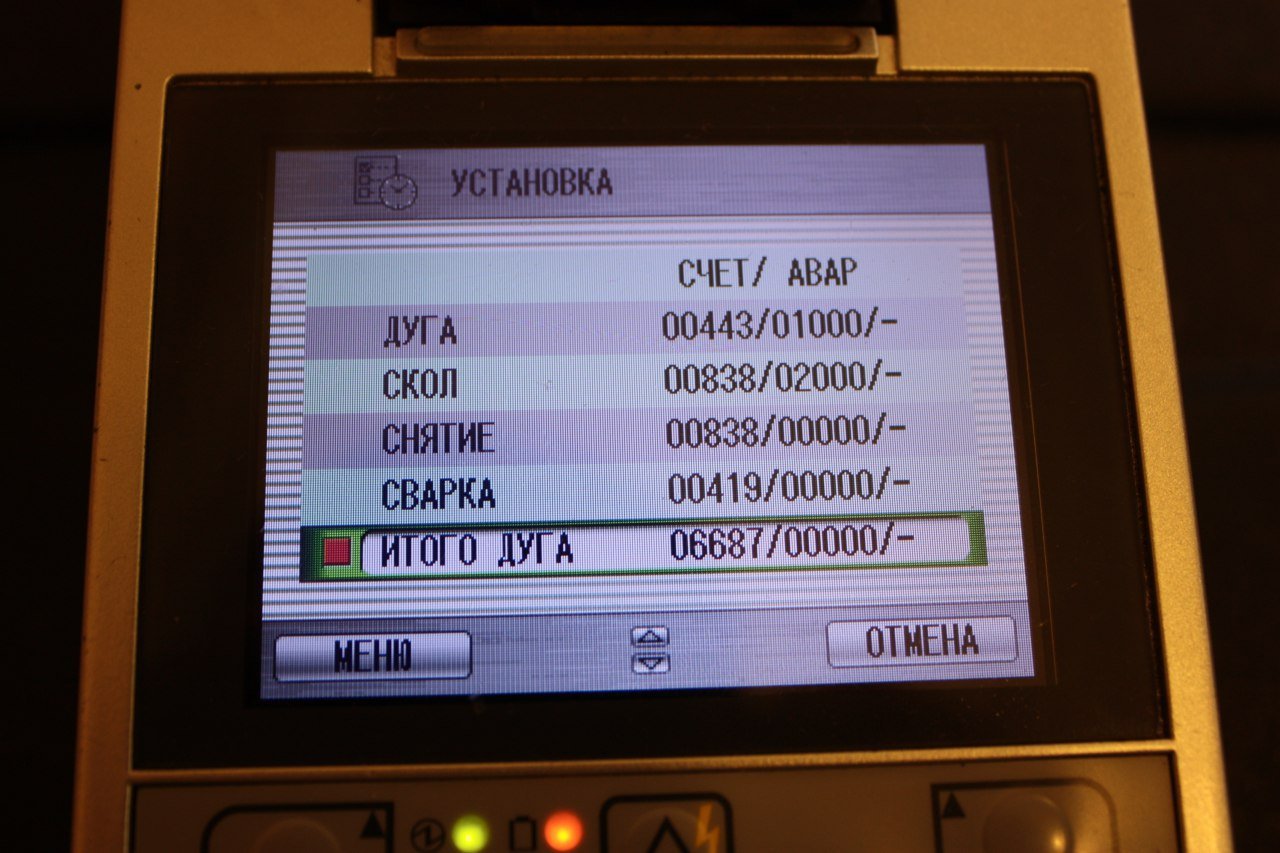 УСТАНОВКА
СЧЕТ/ АВАР
ДУГА 00443/01000/-
СКОЛ 00838/02000/-
СНЯТИЕ 00838/00000/-
СВАРКА 00419/00000/-
ИТОГО ДУГА 06687/00000/-
МЕНЮ ОТМЕНА